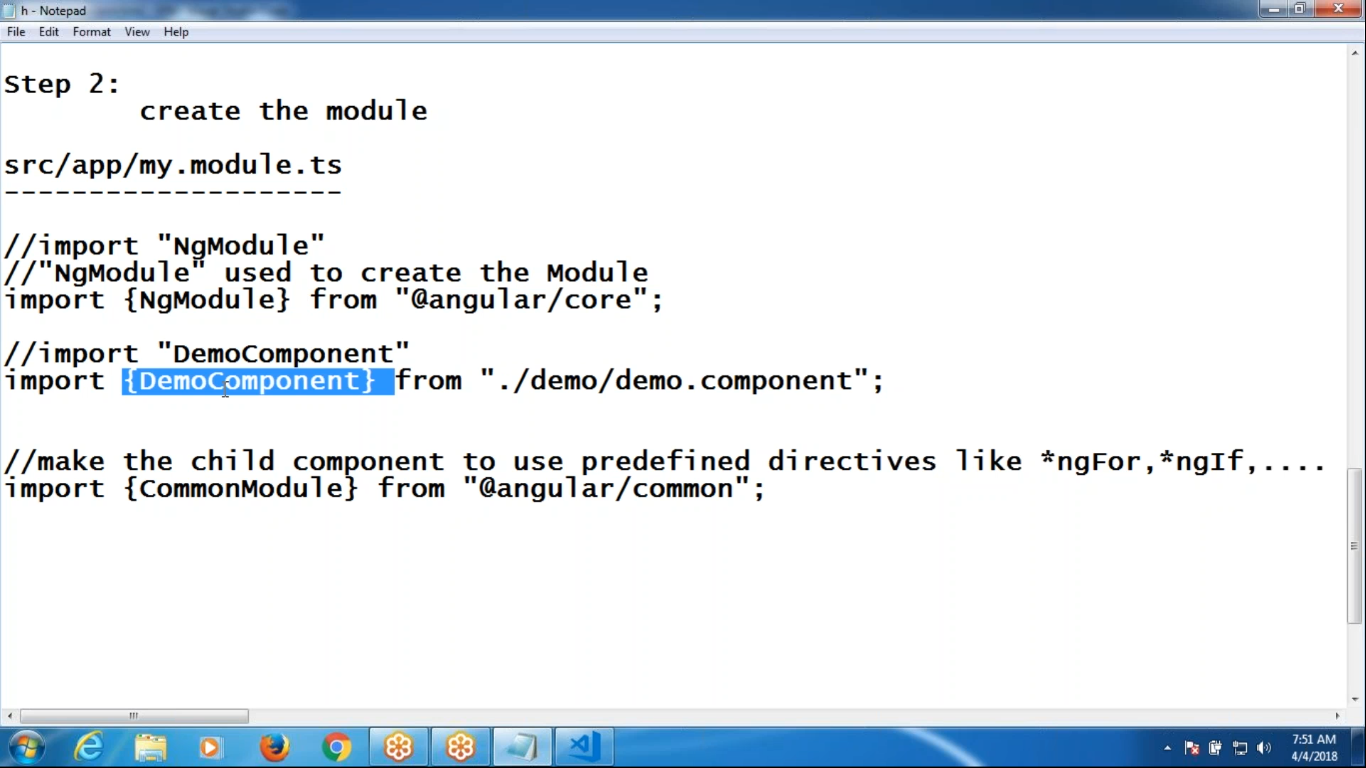 h - Notepad
File Edit Format View Help
Step 2:
create the module
src/app/my.module.ts
--------------------
//import "NgModule"
//"NgModule" used to create the Module
import {NgModule} from "@angular/core";
//import "DemoComponent"
import {DemoComponent} from "./demo/demo.component";
//make the child component to use predefined directives like *ngFor,*ngIf,....
import {CommonModule} from "@angular/common";
7:51 AM
4/4/2018